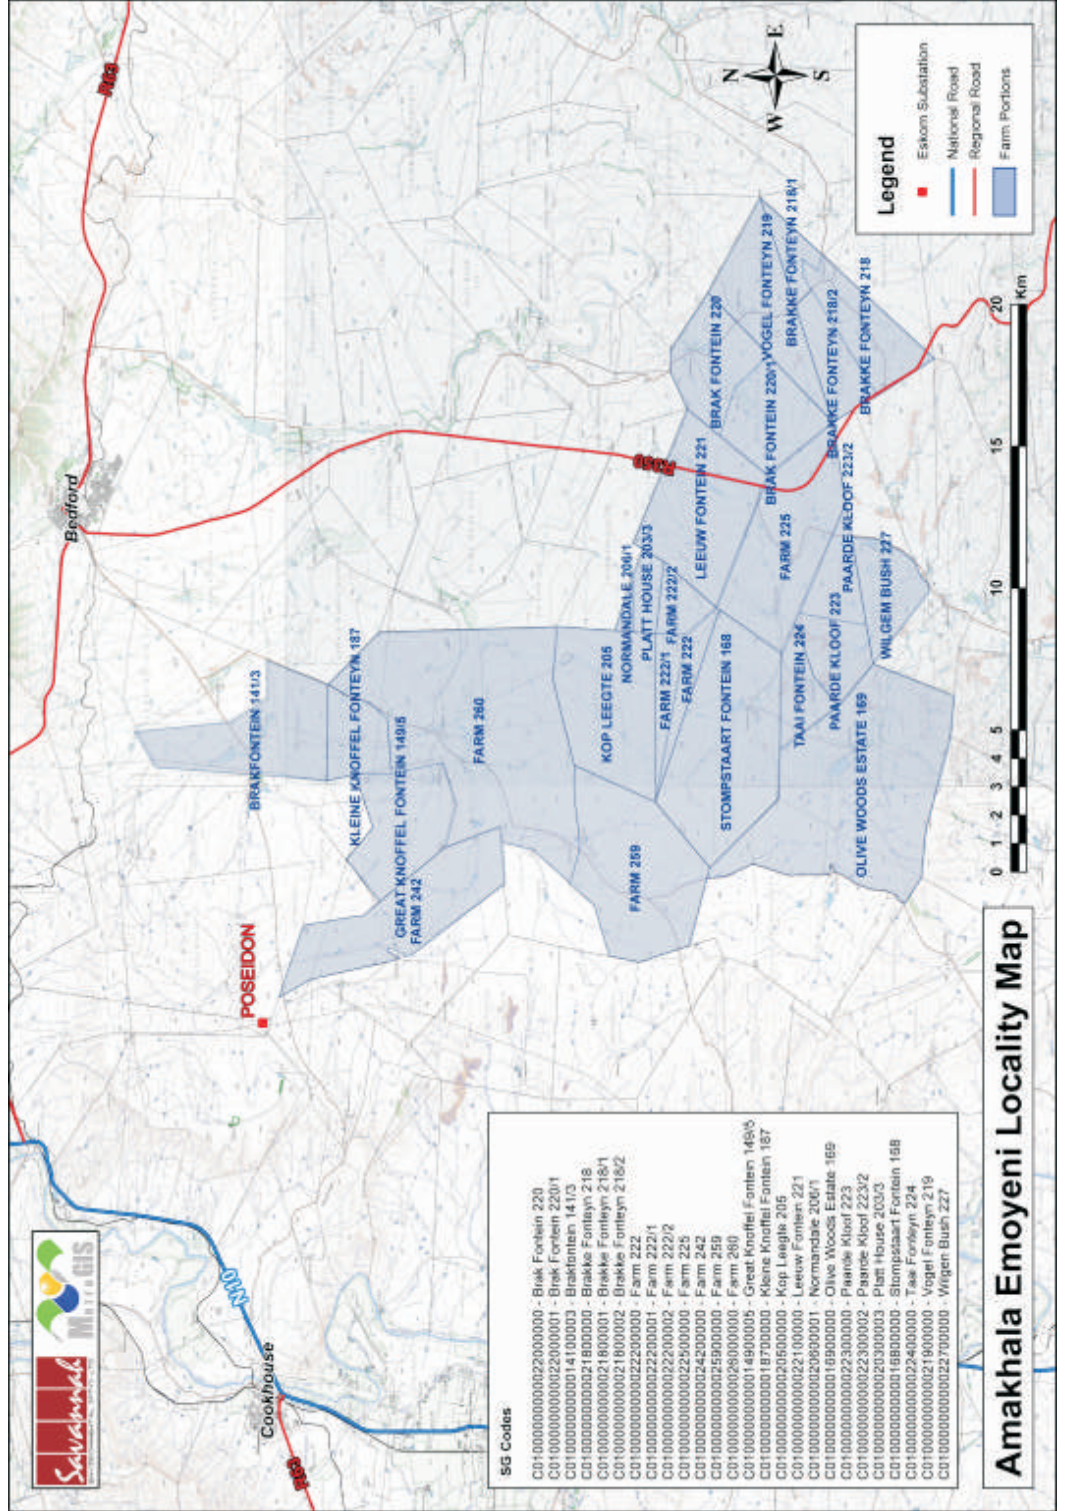 Savannah
MetroGIS
R63
Bedford
N
W
E
S
Legend
Eskom Substation
National Road
Regional Road
Farm Portions
POSEIDON
N10
Cookhouse
R63
R350
BRAKFONTEIN 141/3
KLEINE KNOFFEL FONTEYN 187
GREAT KNOFFEL FONTEIN 149/5
FARM 242
FARM 260
KOP LEEGTE 205
NORMANDALE 206/1
PLATT HOUSE 203/3
FARM 222/1
FARM 222/2
FARM 222
FARM 259
LEEUW FONTEIN 221
BRAK FONTEIN 220
STOMPSTAART FONTEIN 168
BRAK FONTEIN 220/1
VOGEL FONTEYN 219
BRAKKE FONTEYN 218/1
FARM 225
TAAI FONTEIN 224
BRAKKE FONTEYN 218/2
PAARDE KLOOF 223
PAARDE KLOOF 223/2
BRAKKE FONTEYN 218
OLIVE WOODS ESTATE 169
WILGEM BUSH 227
SG Codes
C01000000000022000000 - Brak Fontein 220
C01000000000022000001 - Brak Fontein 220/1
C01000000000014100003 - Brakfontein 141/3
C01000000000021800000 - Brakke Fonteyn 218
C01000000000021800001 - Brakke Fonteyn 218/1
C01000000000021800002 - Brakke Fonteyn 218/2
C01000000000022200000 - Farm 222
C01000000000022200001 - Farm 222/1
C01000000000022200002 - Farm 222/2
C01000000000022500000 - Farm 225
C01000000000024200000 - Farm 242
C01000000000025900000 - Farm 259
C01000000000026000000 - Farm 260
C01000000000014900005 - Great Knoffel Fontein 149/5
C01000000000018700000 - Kleine Knoffel Fontein 187
C01000000000020500000 - Kop Leegte 205
C01000000000022100000 - Leeuw Fontein 221
C01000000000020600001 - Normandale 206/1
C01000000000016900000 - Olive Woods Estate 169
C01000000000022300000 - Paarde Kloof 223
C01000000000022300002 - Paarde Kloof 223/2
C01000000000020300003 - Platt House 203/3
C01000000000016800000 - Stompstaart Fontein 168
C01000000000022400000 - Taai Fonteyn 224
C01000000000021900000 - Vogel Fonteyn 219
C01000000000022700000 - Wilgen Bush 227
0 1 2 3 4 5 10 15 20
Km
Amakhala Emoyeni Locality Map